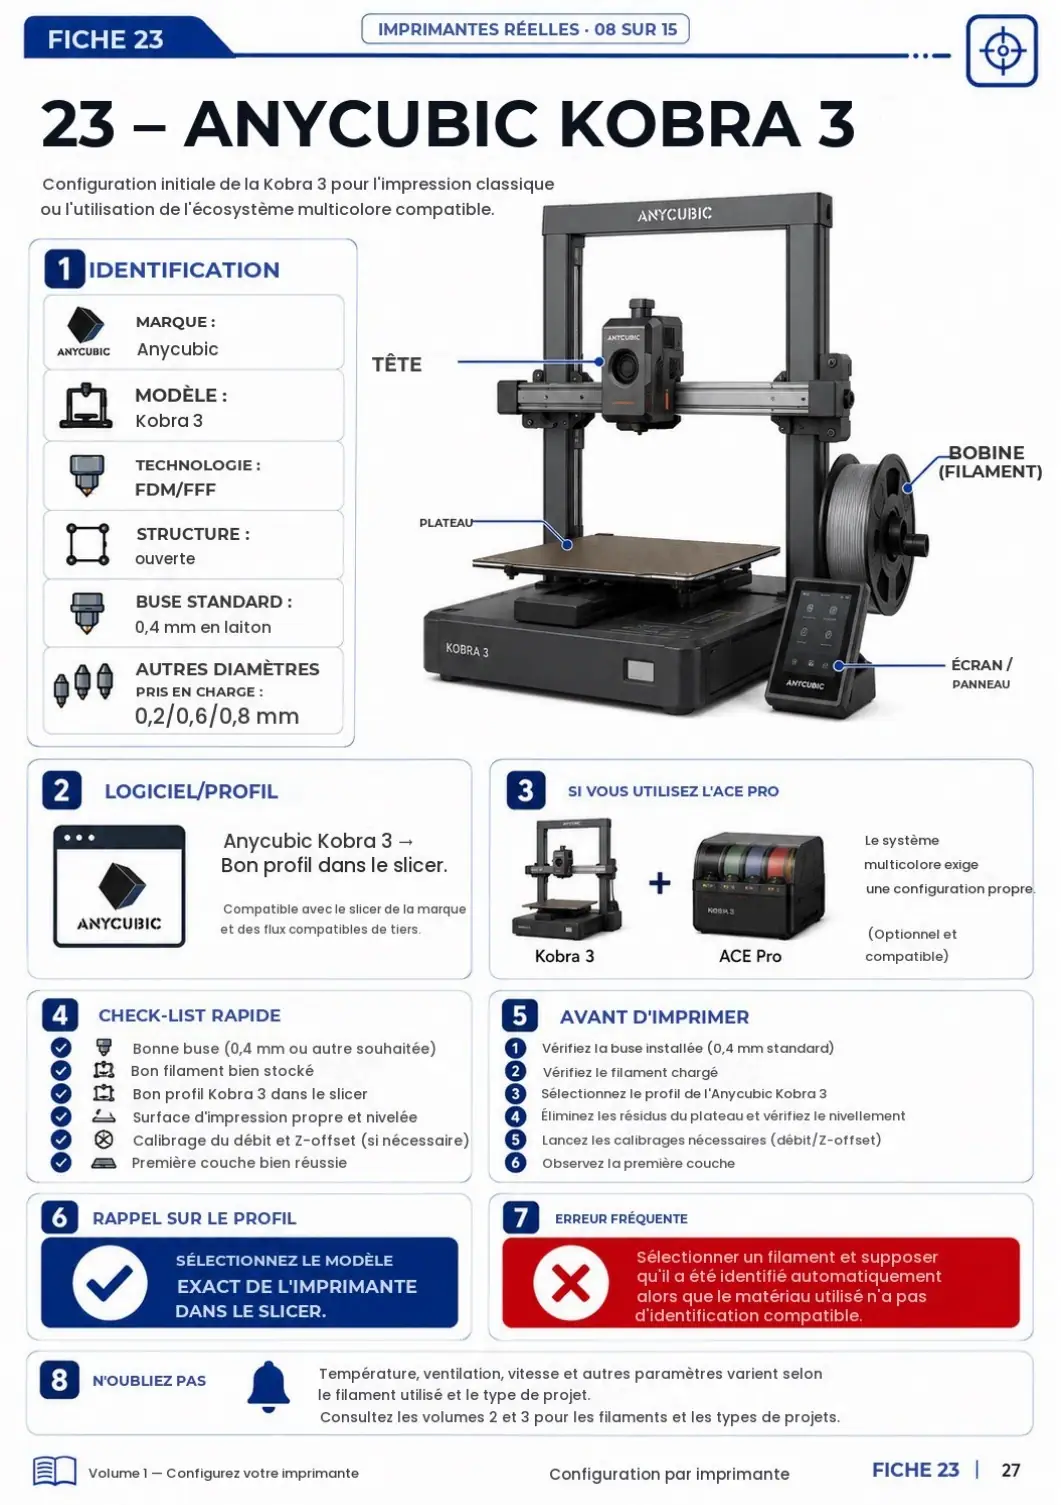 FICHE 23
IMPRIMANTES RÉELLES · 08 SUR 15
23 – ANYCUBIC KOBRA 3
Configuration initiale de la Kobra 3 pour l'impression classique
ou l'utilisation de l'écosystème multicolore compatible.
1 IDENTIFICATION
ANYCUBIC
MARQUE :
Anycubic
MODÈLE :
Kobra 3
TECHNOLOGIE :
FDM/FFF
STRUCTURE :
ouverte
BUSE STANDARD :
0,4 mm en laiton
AUTRES DIAMÈTRES
PRIS EN CHARGE :
0,2/0,6/0,8 mm
ANYCUBIC
ANYCUBIC
TÊTE
BOBINE
(FILAMENT)
PLATEAU
KOBRA 3
ÉCRAN /
PANNEAU
ANYCUBIC
2 LOGICIEL/PROFIL
ANYCUBIC
Anycubic Kobra 3 →
Bon profil dans le slicer.
Compatible avec le slicer de la marque
et des flux compatibles de tiers.
3 SI VOUS UTILISEZ L'ACE PRO
+
KOBRA 3
Kobra 3
ACE Pro
Le système
multicolore exige
une configuration propre.
(Optionnel et
compatible)
4 CHECK-LIST RAPIDE
Bonne buse (0,4 mm ou autre souhaitée)
Bon filament bien stocké
Bon profil Kobra 3 dans le slicer
Surface d'impression propre et nivelée
Calibrage du débit et Z-offset (si nécessaire)
Première couche bien réussie
5 AVANT D'IMPRIMER
1 Vérifiez la buse installée (0,4 mm standard)
2 Vérifiez le filament chargé
3 Sélectionnez le profil de l'Anycubic Kobra 3
4 Éliminez les résidus du plateau et vérifiez le nivellement
5 Lancez les calibrages nécessaires (débit/Z-offset)
6 Observez la première couche
6 RAPPEL SUR LE PROFIL
SÉLECTIONNEZ LE MODÈLE
EXACT DE L'IMPRIMANTE
DANS LE SLICER.
7 ERREUR FRÉQUENTE
Sélectionner un filament et supposer
qu'il a été identifié automatiquement
alors que le matériau utilisé n'a pas
d'identification compatible.
8 N'OUBLIEZ PAS
Température, ventilation, vitesse et autres paramètres varient selon
le filament utilisé et le type de projet.
Consultez les volumes 2 et 3 pour les filaments et les types de projets.
Volume 1 — Configurez votre imprimante
Configuration par imprimante
FICHE 23 | 27